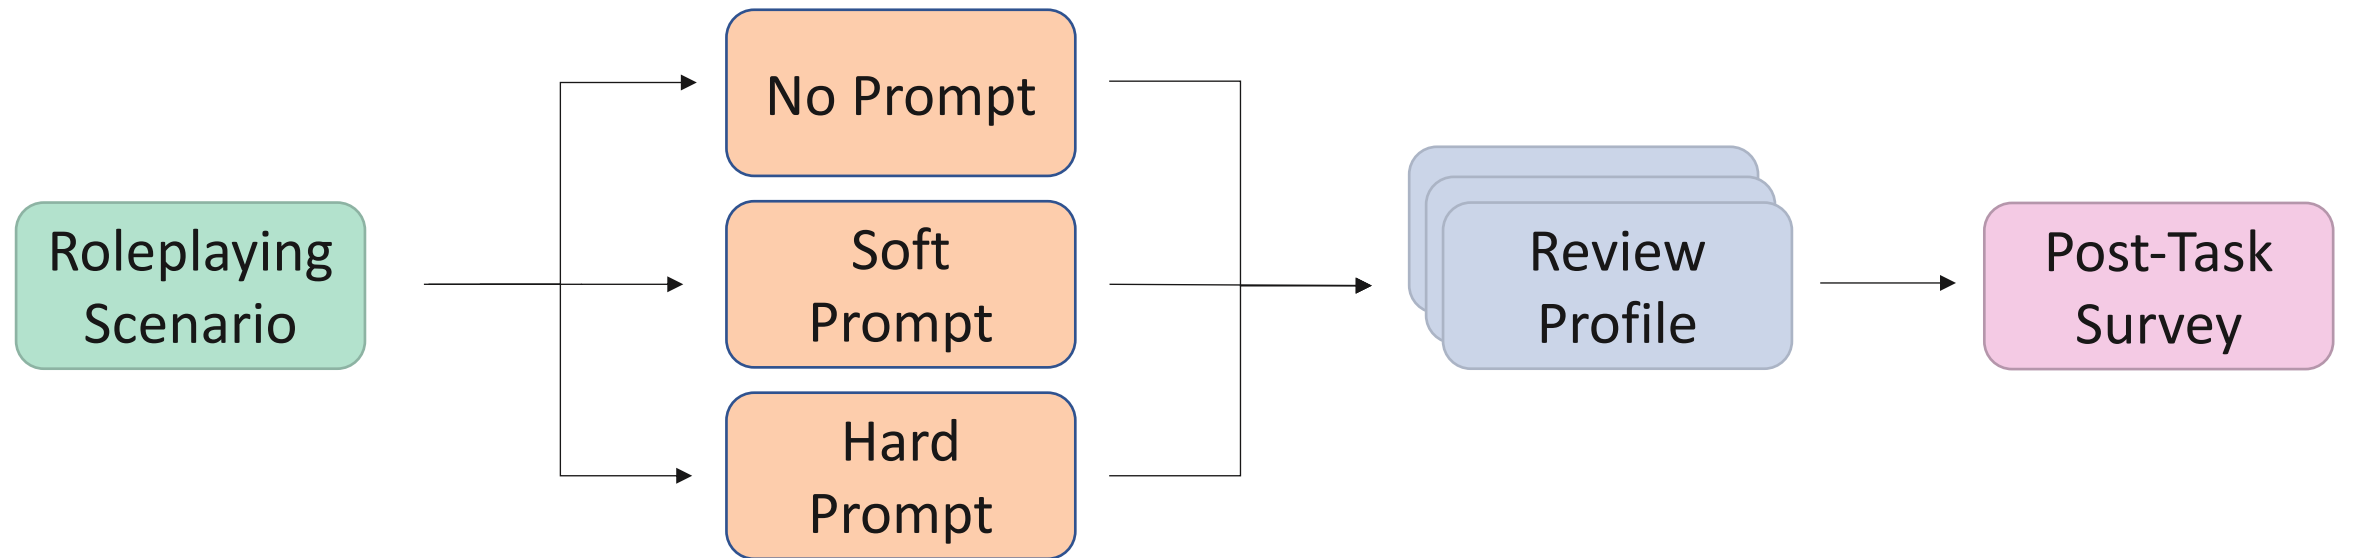 Roleplaying
Scenario
No Prompt
Soft
Prompt
Hard
Prompt
Review
Profile
Post-Task
Survey